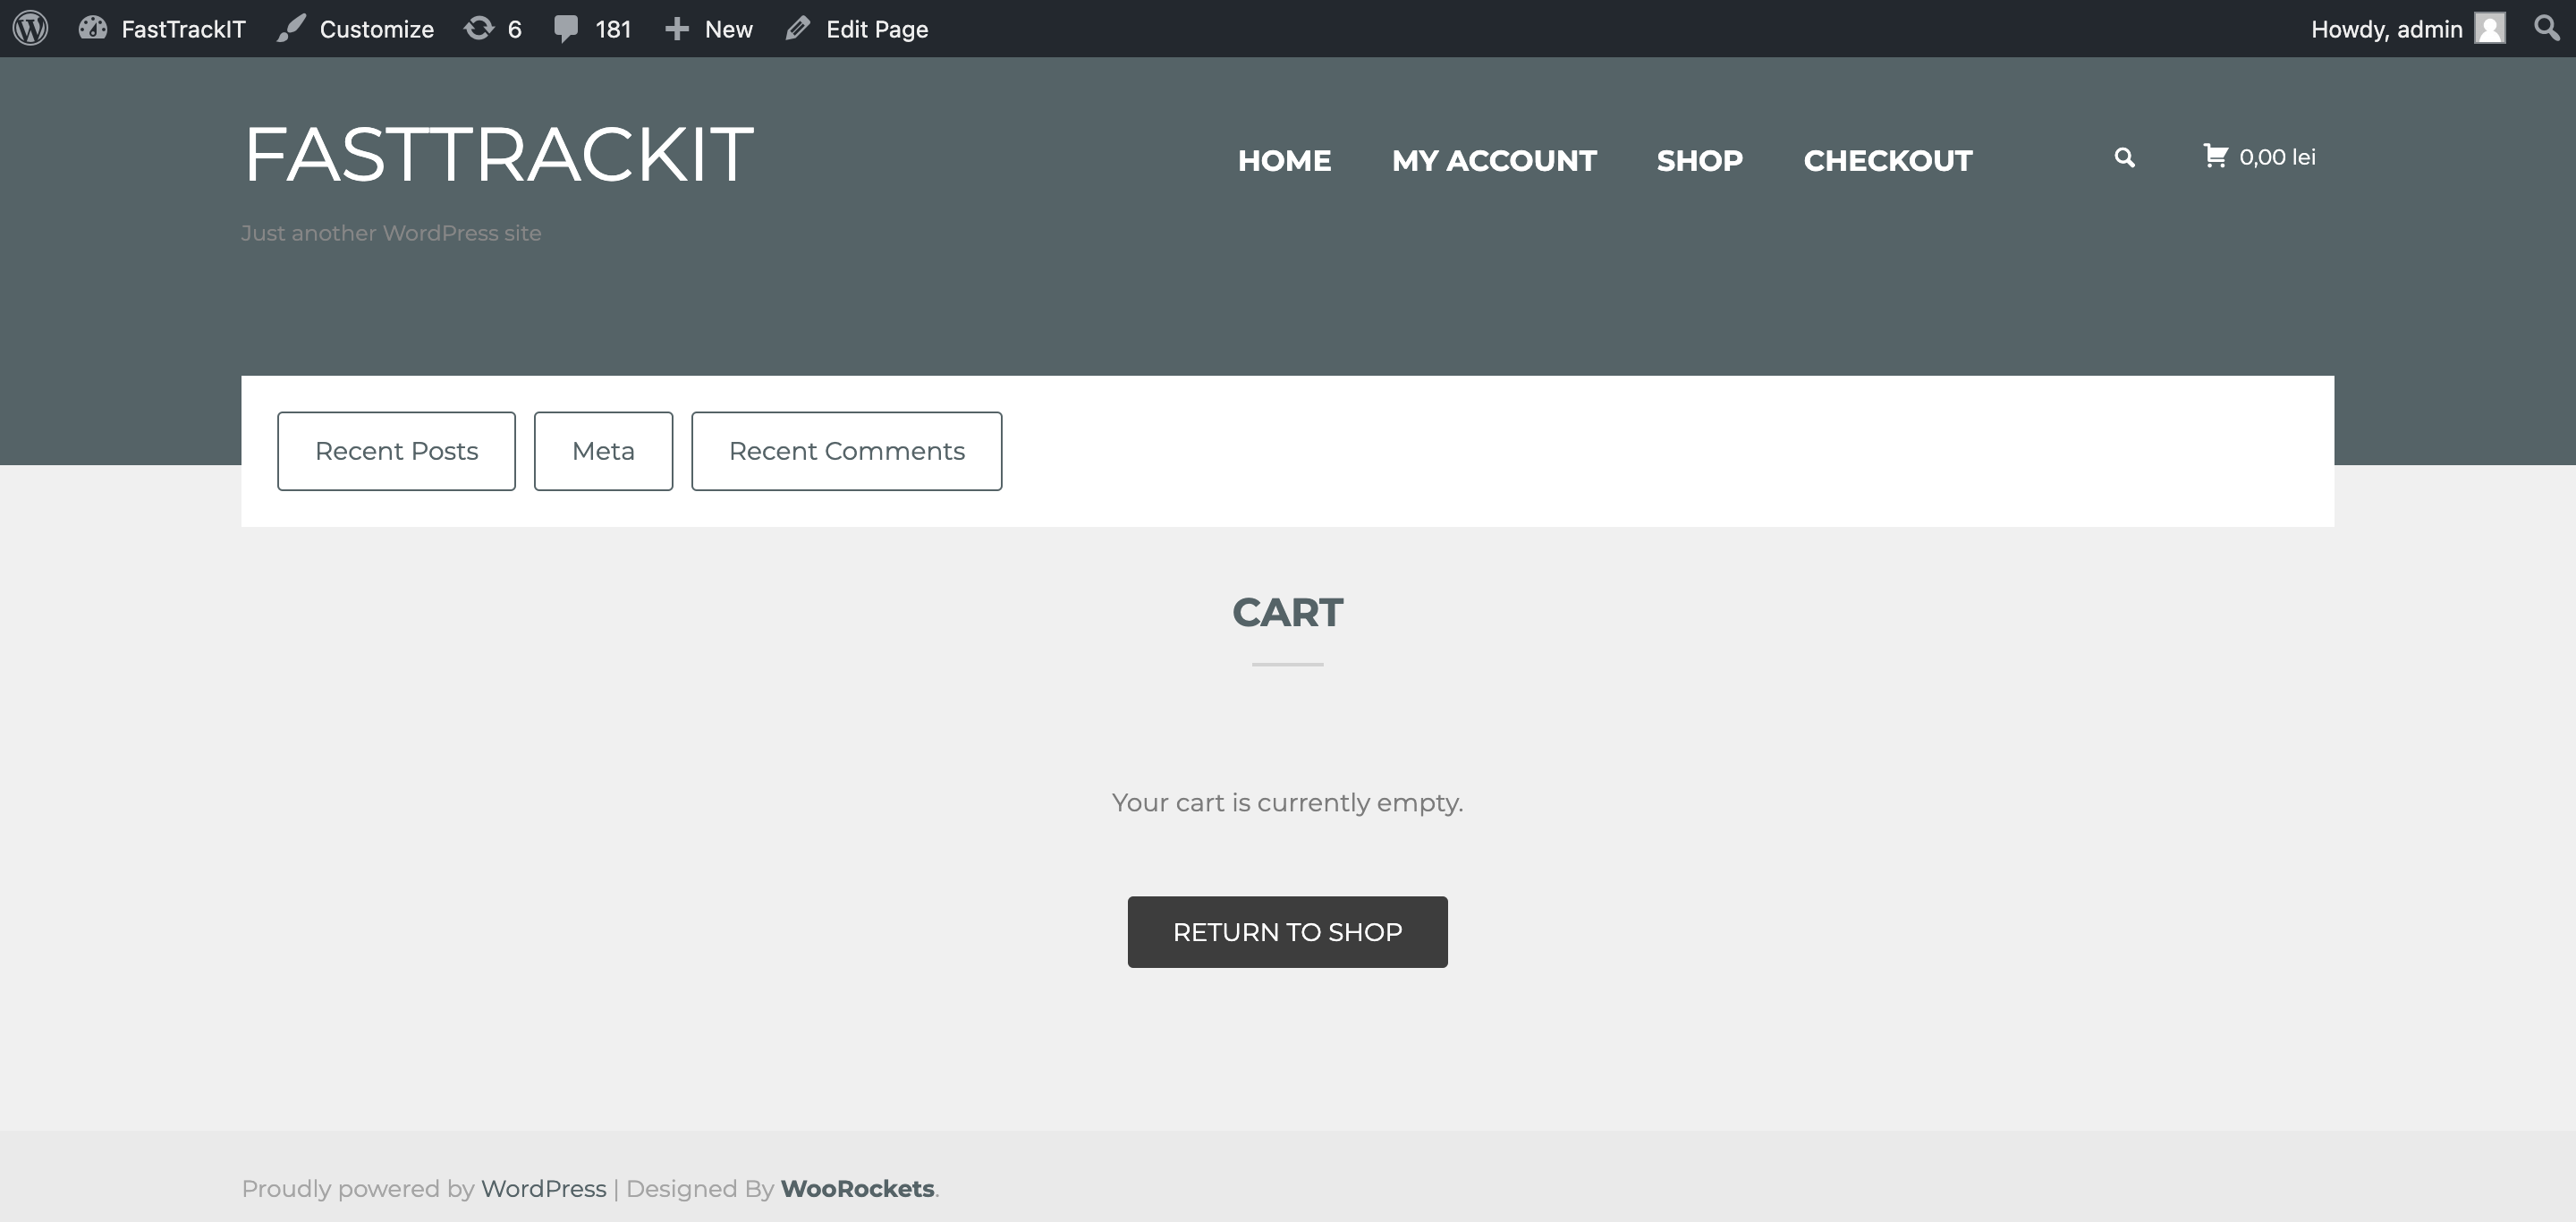 FastTrackIT Customize 6 181 New Edit Page Howdy, admin
FASTTRACKIT
HOME MY ACCOUNT SHOP CHECKOUT 0,00 lei
Just another WordPress site
Recent Posts Meta Recent Comments
CART
Your cart is currently empty.
RETURN TO SHOP
Proudly powered by WordPress | Designed By WooRockets.